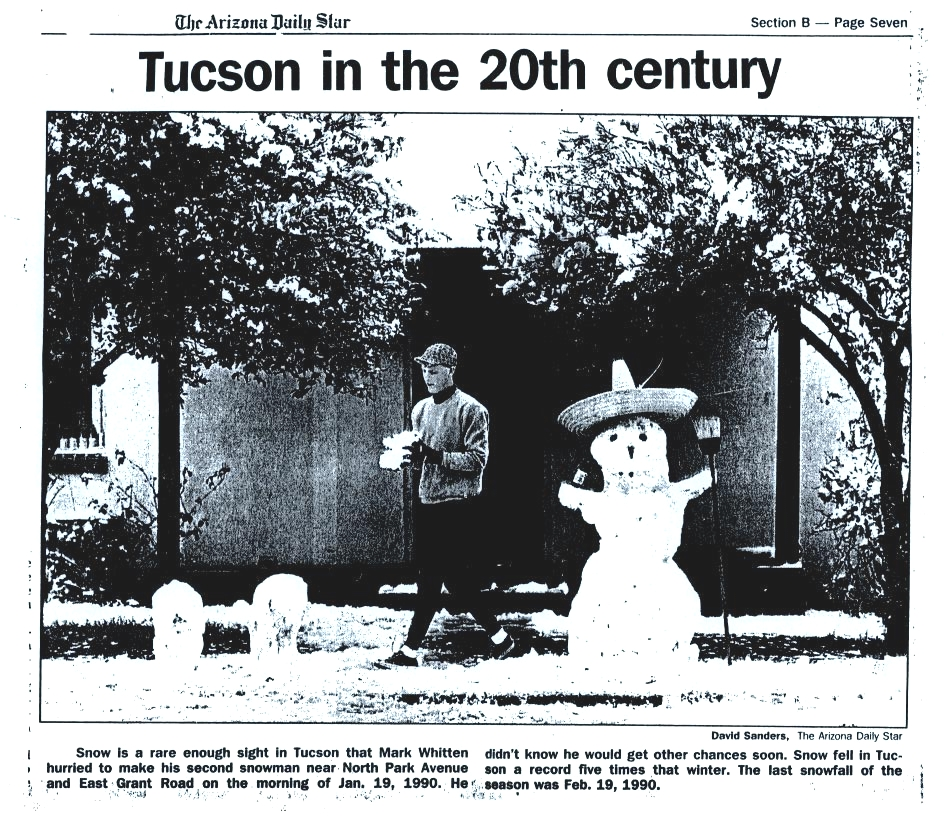 The Arizona Daily Star
Section B — Page Seven
Tucson in the 20th century
David Sanders, The Arizona Daily Star
Snow is a rare enough sight in Tucson that Mark Whitten
hurried to make his second snowman near North Park Avenue
and East Grant Road on the morning of Jan. 19, 1990. He
didn't know he would get other chances soon. Snow fell in Tuc-
son a record five times that winter. The last snowfall of the
season was Feb. 19, 1990.